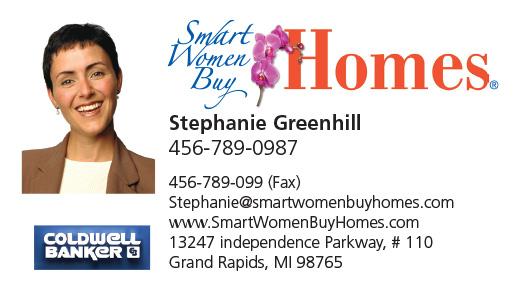 Smart
Women
Buy
Homes®
Stephanie Greenhill
456-789-0987
456-789-099 (Fax)
Stephanie@smartwomenbuyhomes.com
www.SmartWomenBuyHomes.com
13247 independence Parkway, # 110
Grand Rapids, MI 98765
COLDWELL
BANKER CB